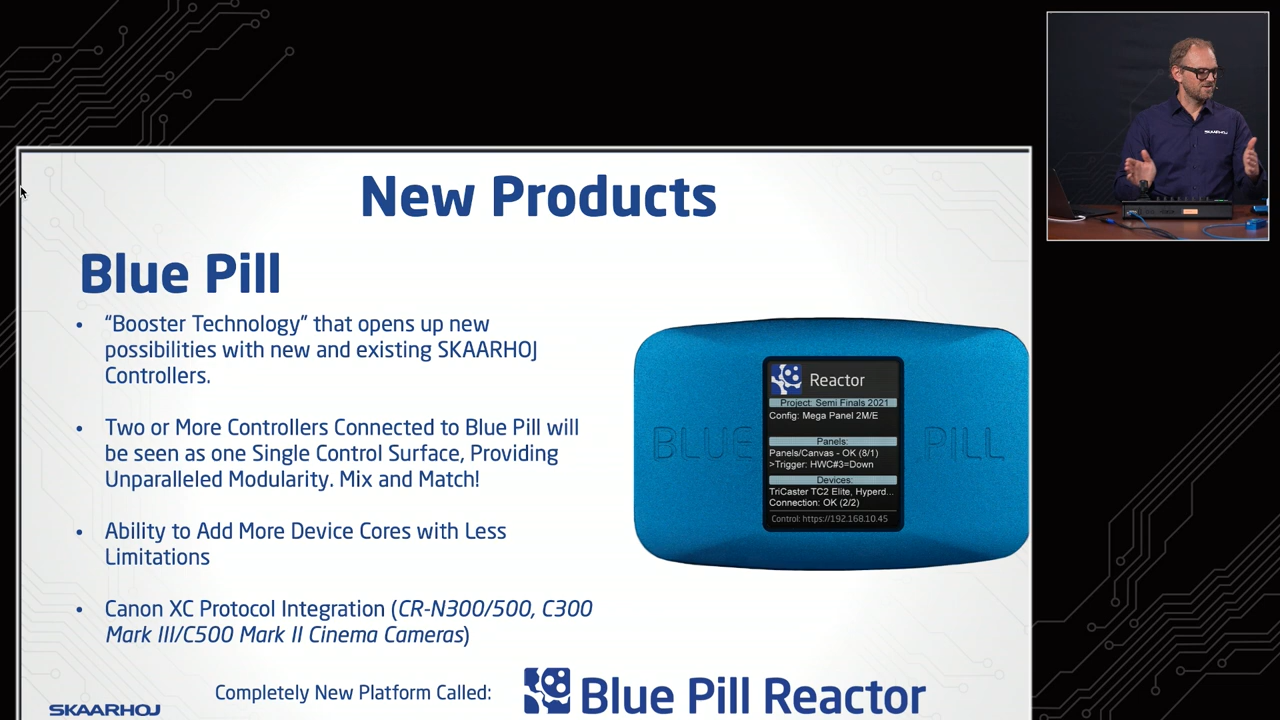 New Products
Blue Pill
• “Booster Technology” that opens up new
possibilities with new and existing SKAARHOJ
Controllers.
• Two or More Controllers Connected to Blue Pill will
be seen as one Single Control Surface, Providing
Unparalleled Modularity. Mix and Match!
• Ability to Add More Device Cores with Less
Limitations
• Canon XC Protocol Integration (CR-N300/500, C300
Mark III/C500 Mark II Cinema Cameras)
BLUE PILL
Reactor
Project: Semi Finals 2021
Config: Mega Panel 2M/E
Panels:
Panels/Canvas - OK (8/1)
>Trigger: HWC#3=Down
Devices:
TriCaster TC2 Elite, Hyperd...
Connection: OK (2/2)
Control: https://192.168.10.45
Completely New Platform Called:
Blue Pill Reactor
SKAARHOJ
SKAARHOJ